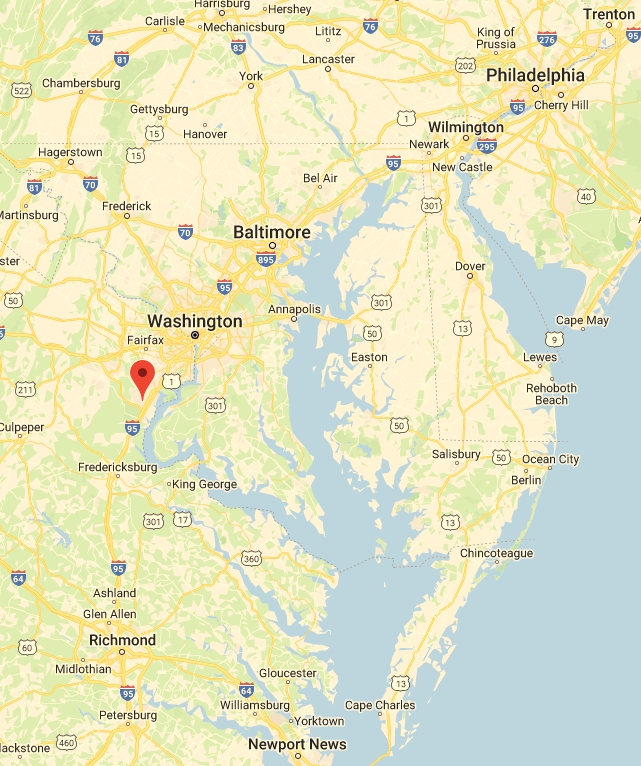 Harrisburg
Hershey
Trenton
Carlisle
Mechanicsburg
76
76
Lititz
King of
Prussia
276
95
81
83
Lancaster
202
Philadelphia
522
Chambersburg
York
Gettysburg
95
Cherry Hill
15
Hanover
1
Wilmington
15
Newark
295
Hagerstown
95
New Castle
81
70
Bel Air
40
Martinsburg
Frederick
301
70
Baltimore
895
ster
Dover
95
50
Annapolis
301
Washington
Cape May
13
50
9
Fairfax
Easton
Lewes
1
211
301
Rehoboth
Beach
Culpeper
95
50
Salisbury
50
Ocean City
Fredericksburg
Berlin
King George
301
17
13
360
Chincoteague
64
95
Ashland
Glen Allen
Richmond
60
Midlothian
Gloucester
13
95
64
Williamsburg
Cape Charles
Petersburg
Yorktown
460
lackstone
Newport News